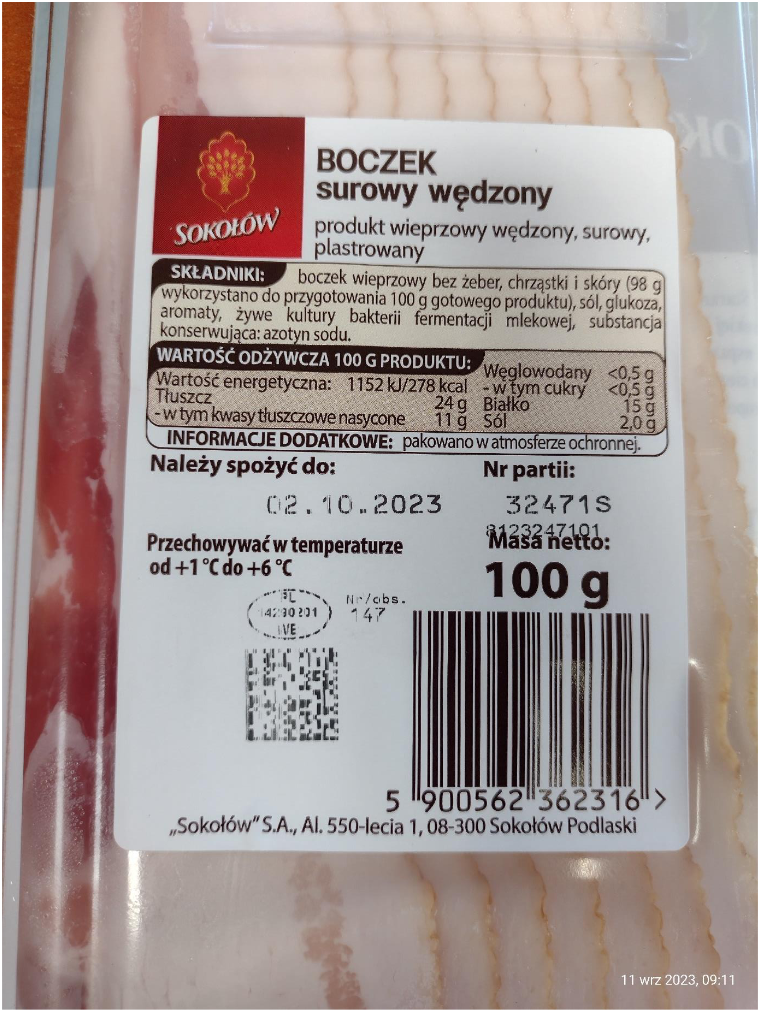 SOKOŁÓW
BOCZEK
surowy wędzony
produkt wieprzowy wędzony, surowy,
plastrowany
SKŁADNIKI: boczek wieprzowy bez żeber, chrząstki i skóry (98 g
wykorzystano do przygotowania 100 g gotowego produktu), sól, glukoza,
aromaty, żywe kultury bakterii fermentacji mlekowej, substancja
konserwująca: azotyn sodu.
WARTOŚĆ ODŻYWCZA 100 G PRODUKTU:
Wartość energetyczna: 1152 kJ/278 kcal
Tłuszcz 24 g
- w tym kwasy tłuszczowe nasycone 11 g
Węglowodany <0,5 g
- w tym cukry <0,5 g
Białko 15 g
Sól 2,0 g
INFORMACJE DODATKOWE: pakowano w atmosferze ochronnej.
Należy spożyć do: Nr partii:
02.10.2023 32471S
8123247101
Przechowywać w temperaturze
od +1 °C do +6 °C
Masa netto:
100 g
PL
14290201
WE
Nr/obs.
147
5 900562 362316 >
„Sokołów” S.A., Al. 550-lecia 1, 08-300 Sokołów Podlaski
11 wrz 2023, 09:11